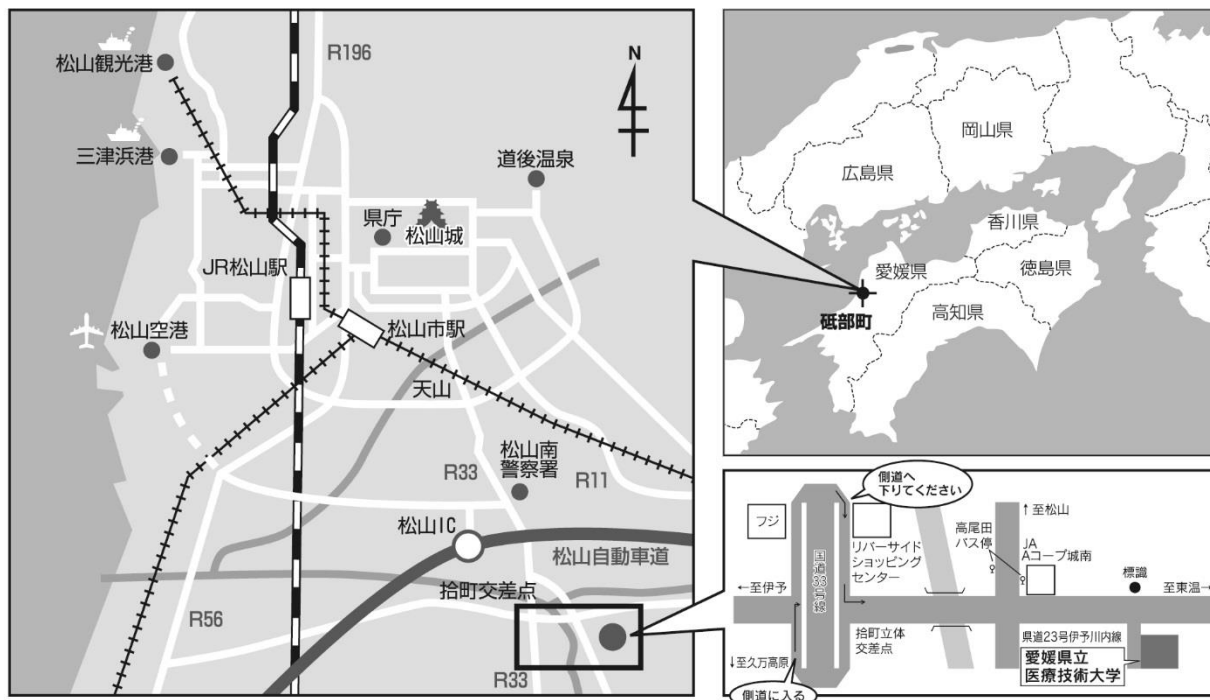 松山観光港
R196
N
三津浜港
道後温泉
県庁
松山城
JR松山駅
松山空港
松山市駅
天山
松山南
警察署
R33
R11
松山IC
松山自動車道
拾町交差点
R56
R33
岡山県
広島県
香川県
愛媛県
徳島県
高知県
砥部町
側道へ
下りてください
フジ
国道33号線
リバーサイド
ショッピング
センター
高尾田
バス停
↑至松山
JA
Aコープ城南
標識
←至伊予
至東温→
拾町立体
交差点
県道23号伊予川内線
愛媛県立
医療技術大学
↓至久万高原
側道に入る